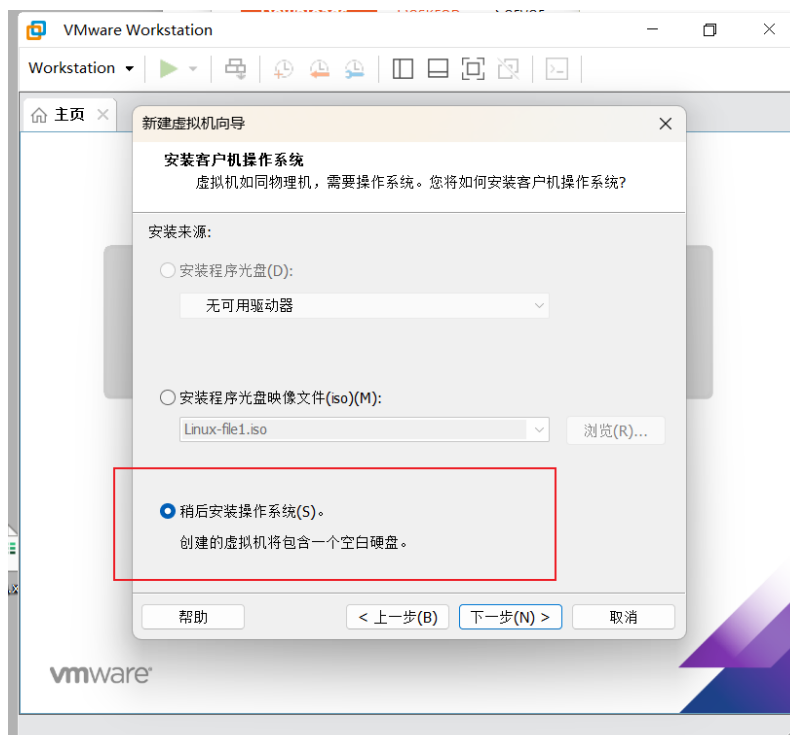 VMware Workstation
Workstation
主页
新建虚拟机向导
安装客户机操作系统
虚拟机如同物理机，需要操作系统。您将如何安装客户机操作系统?
安装来源:
安装程序光盘(D):
无可用驱动器
安装程序光盘映像文件(iso)(M):
Linux-file1.iso
浏览(R)...
稍后安装操作系统(S)。
创建的虚拟机将包含一个空白硬盘。
帮助
< 上一步(B)
下一步(N) >
取消
vmware